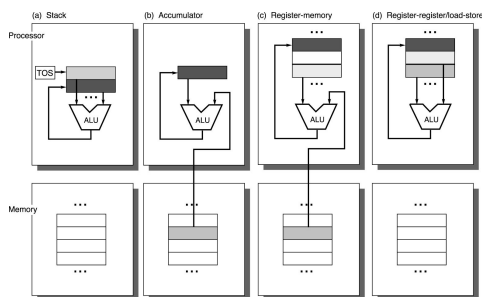 (a) Stack (b) Accumulator (c) Register-memory (d) Register-register/load-store
Processor
TOS
ALU ALU ALU ALU
Memory